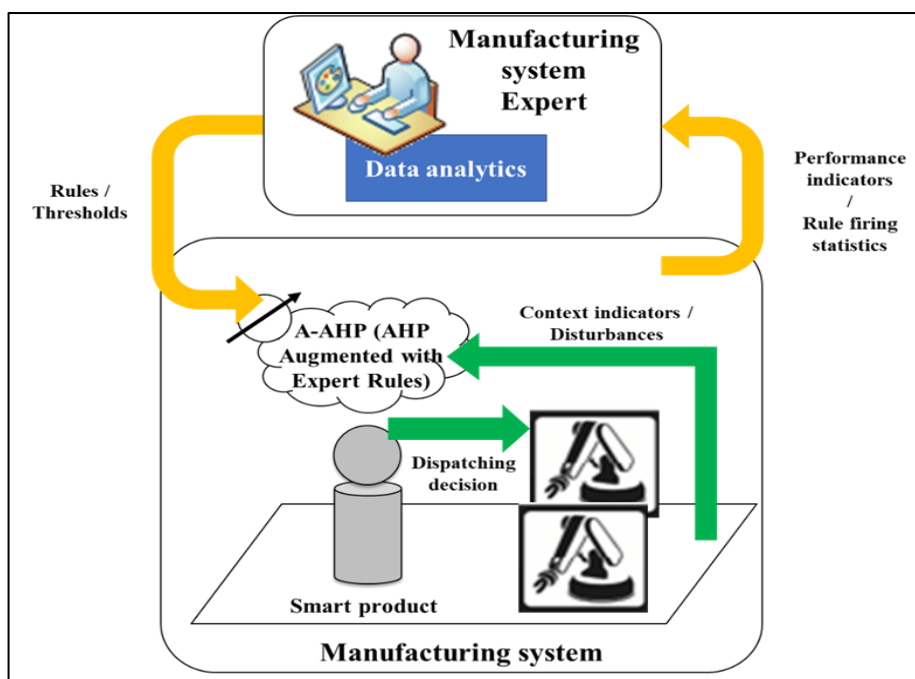 Manufacturing
system
Expert
Data analytics
Rules /
Thresholds
Performance
indicators
/
Rule firing
statistics
Context indicators /
Disturbances
A-AHP (AHP
Augmented with
Expert Rules)
Dispatching
decision
Smart product
Manufacturing system